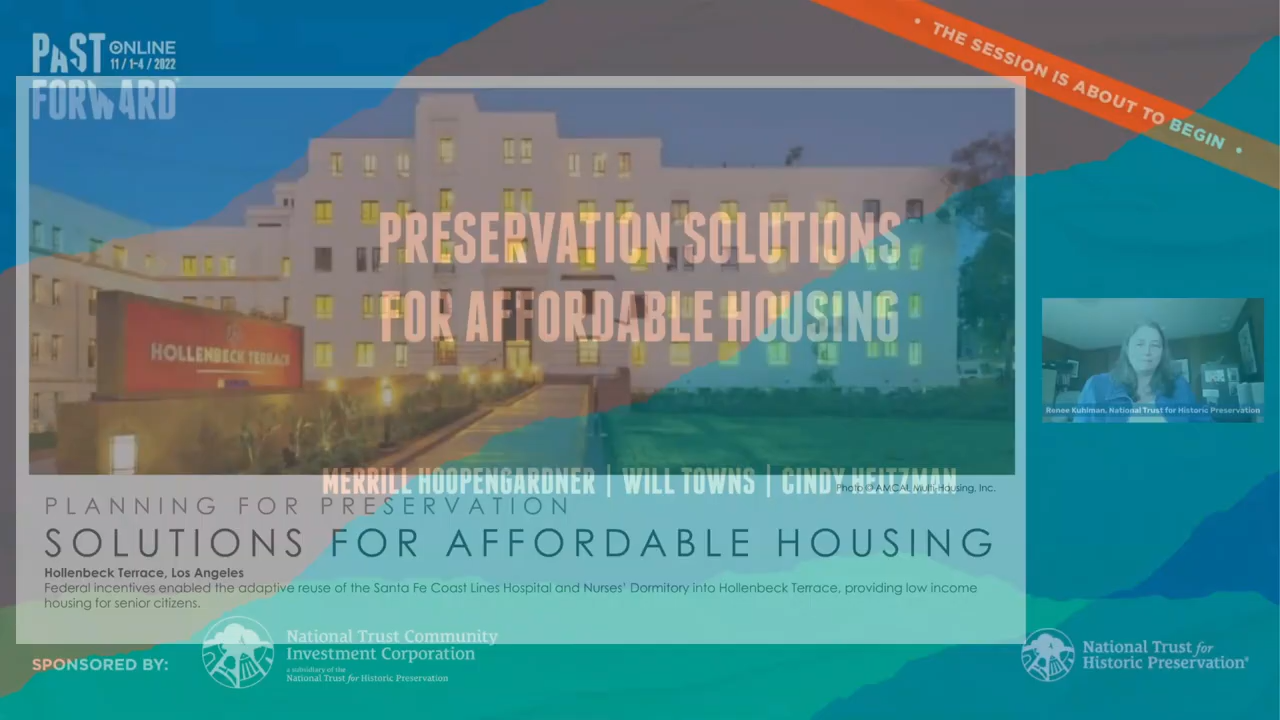 PAST ONLINE
11 / 1-4 / 2022
FORWARD
• THE SESSION IS ABOUT TO BEGIN •
PRESERVATION SOLUTIONS
FOR AFFORDABLE HOUSING
HOLLENBECK TERRACE
MERRILL HOOPENGARDNER | WILL TOWNS | CINDY HEITZMAN
Photo © AMCAL Multi-Housing, Inc.
Renee Kuhlman, National Trust for Historic Preservation
PLANNING FOR PRESERVATION
SOLUTIONS FOR AFFORDABLE HOUSING
Hollenbeck Terrace, Los Angeles
Federal incentives enabled the adaptive reuse of the Santa Fe Coast Lines Hospital and Nurses' Dormitory into Hollenbeck Terrace, providing low income
housing for senior citizens.
SPONSORED BY:
National Trust Community
Investment Corporation
a subsidiary of the
National Trust for Historic Preservation
National Trust for
Historic Preservation®